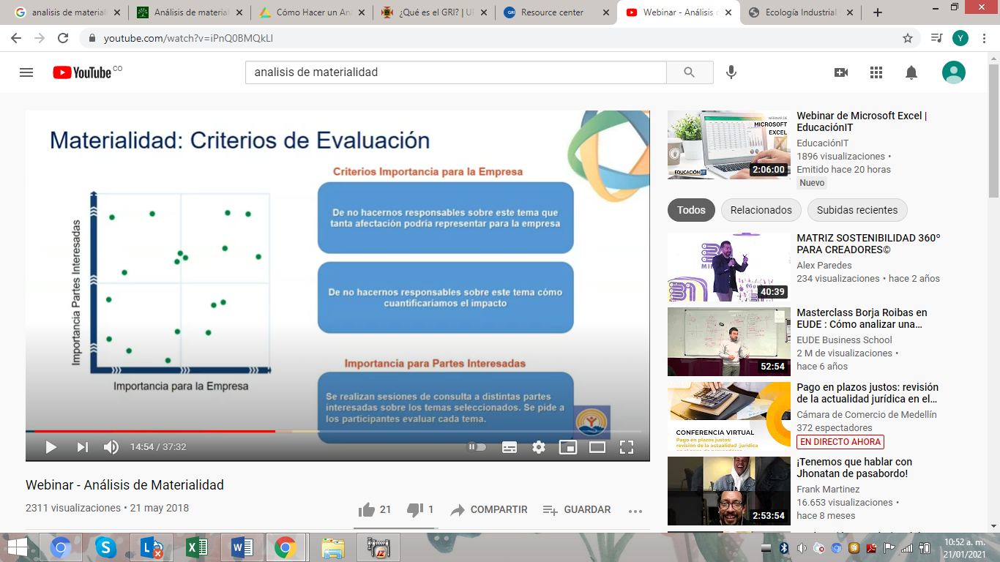 analisis de materialid
Análisis de material
Cómo Hacer un Aná
¿Qué es el GRI? | UI
GRI
Resource center
Webinar - Análisis d
Ecología Industrial
youtube.com/watch?v=iPnQ0BMQkLI
Y
YouTube CO
analisis de materialidad
Materialidad: Criterios de Evaluación
Importancia Partes Interesadas
Importancia para la Empresa
Criterios Importancia para la Empresa
De no hacernos responsables sobre este tema que
tanta afectación podría representar para la empresa
De no hacernos responsables sobre este tema cómo
cuantificaríamos el impacto
Importancia para Partes Interesadas
Se realizan sesiones de consulta a distintas partes
interesadas sobre los temas seleccionados. Se pide a
los participantes evaluar cada tema.
14:54 / 37:32
Webinar - Análisis de Materialidad
2311 visualizaciones • 21 may 2018
21
1
COMPARTIR
GUARDAR
WEBINAR DE
MICROSOFT
EXCEL
EDUCACIÓN IT
2:06:00
Webinar de Microsoft Excel |
EducaciónIT
EducaciónIT
1896 visualizaciones •
Emitido hace 20 horas
Nuevo
Todos
Relacionados
Subidas recientes
40:39
MATRIZ SOSTENIBILIDAD 360º
PARA CREADORES©
Alex Paredes
234 visualizaciones • hace 2 años
52:54
Masterclass Borja Roibas en
EUDE : Cómo analizar una...
EUDE Business School
2 M de visualizaciones •
hace 6 años
CONFERENCIA VIRTUAL
Pago en plazos justos:
revisión de la actualidad jurídica
Pago en plazos justos: revisión
de la actualidad jurídica en el...
Cámara de Comercio de Medellín
372 espectadores
EN DIRECTO AHORA
2:53:54
¡Tenemos que hablar con
Jhonatan de pasabordo!
Frank Martinez
16.653 visualizaciones •
hace 8 meses
10:52 a. m.
21/01/2021